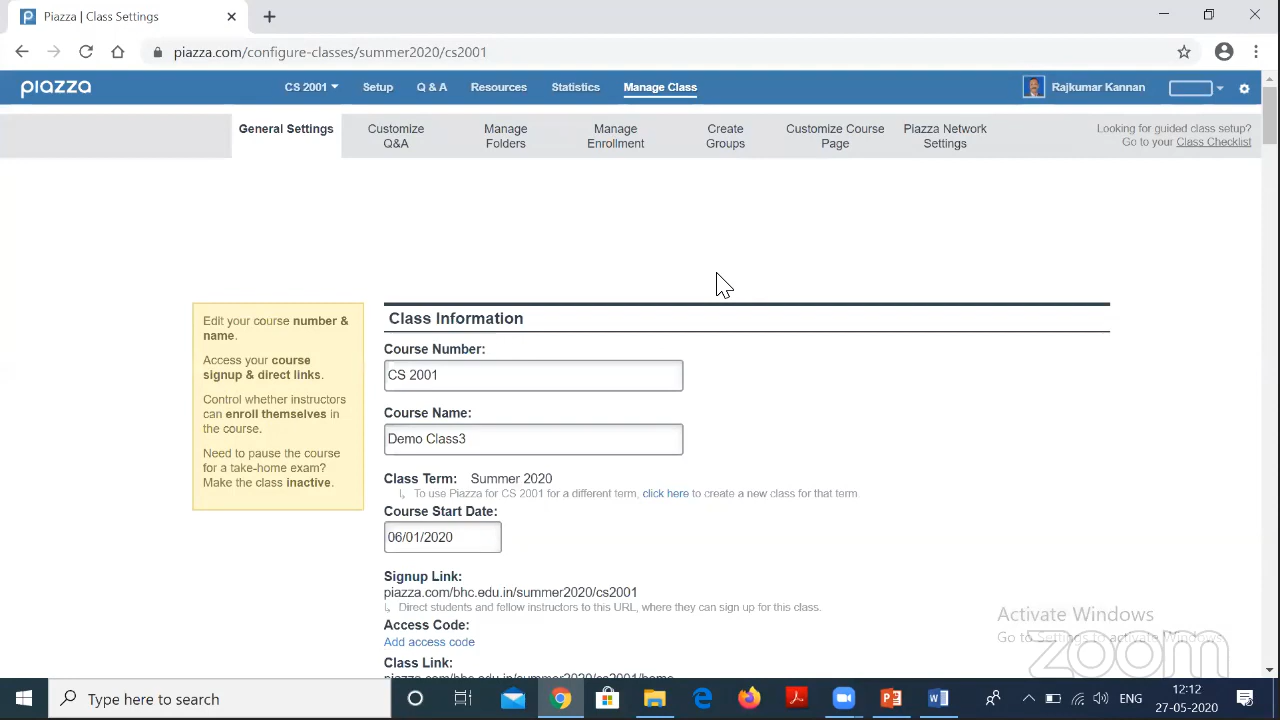 Piazza | Class Settings
piazza.com/configure-classes/summer2020/cs2001
piazza
CS 2001
Setup
Q & A
Resources
Statistics
Manage Class
Rajkumar Kannan
General Settings
Customize
Q&A
Manage
Folders
Manage
Enrollment
Create
Groups
Customize Course
Page
Piazza Network
Settings
Looking for guided class setup?
Go to your Class Checklist
Edit your course number &
name.
Access your course
signup & direct links.
Control whether instructors
can enroll themselves in
the course.
Need to pause the course
for a take-home exam?
Make the class inactive.
Class Information
Course Number:
CS 2001
Course Name:
Demo Class3
Class Term: Summer 2020
To use Piazza for CS 2001 for a different term, click here to create a new class for that term.
Course Start Date:
06/01/2020
Signup Link:
piazza.com/bhc.edu.in/summer2020/cs2001
Direct students and fellow instructors to this URL, where they can sign up for this class.
Access Code:
Add access code
Class Link:
piazza.com/bhc.edu.in/summer2020/cs2001/home
Activate Windows
Go to Settings to activate Windows.
zoom
Type here to search
ENG
12:12
27-05-2020